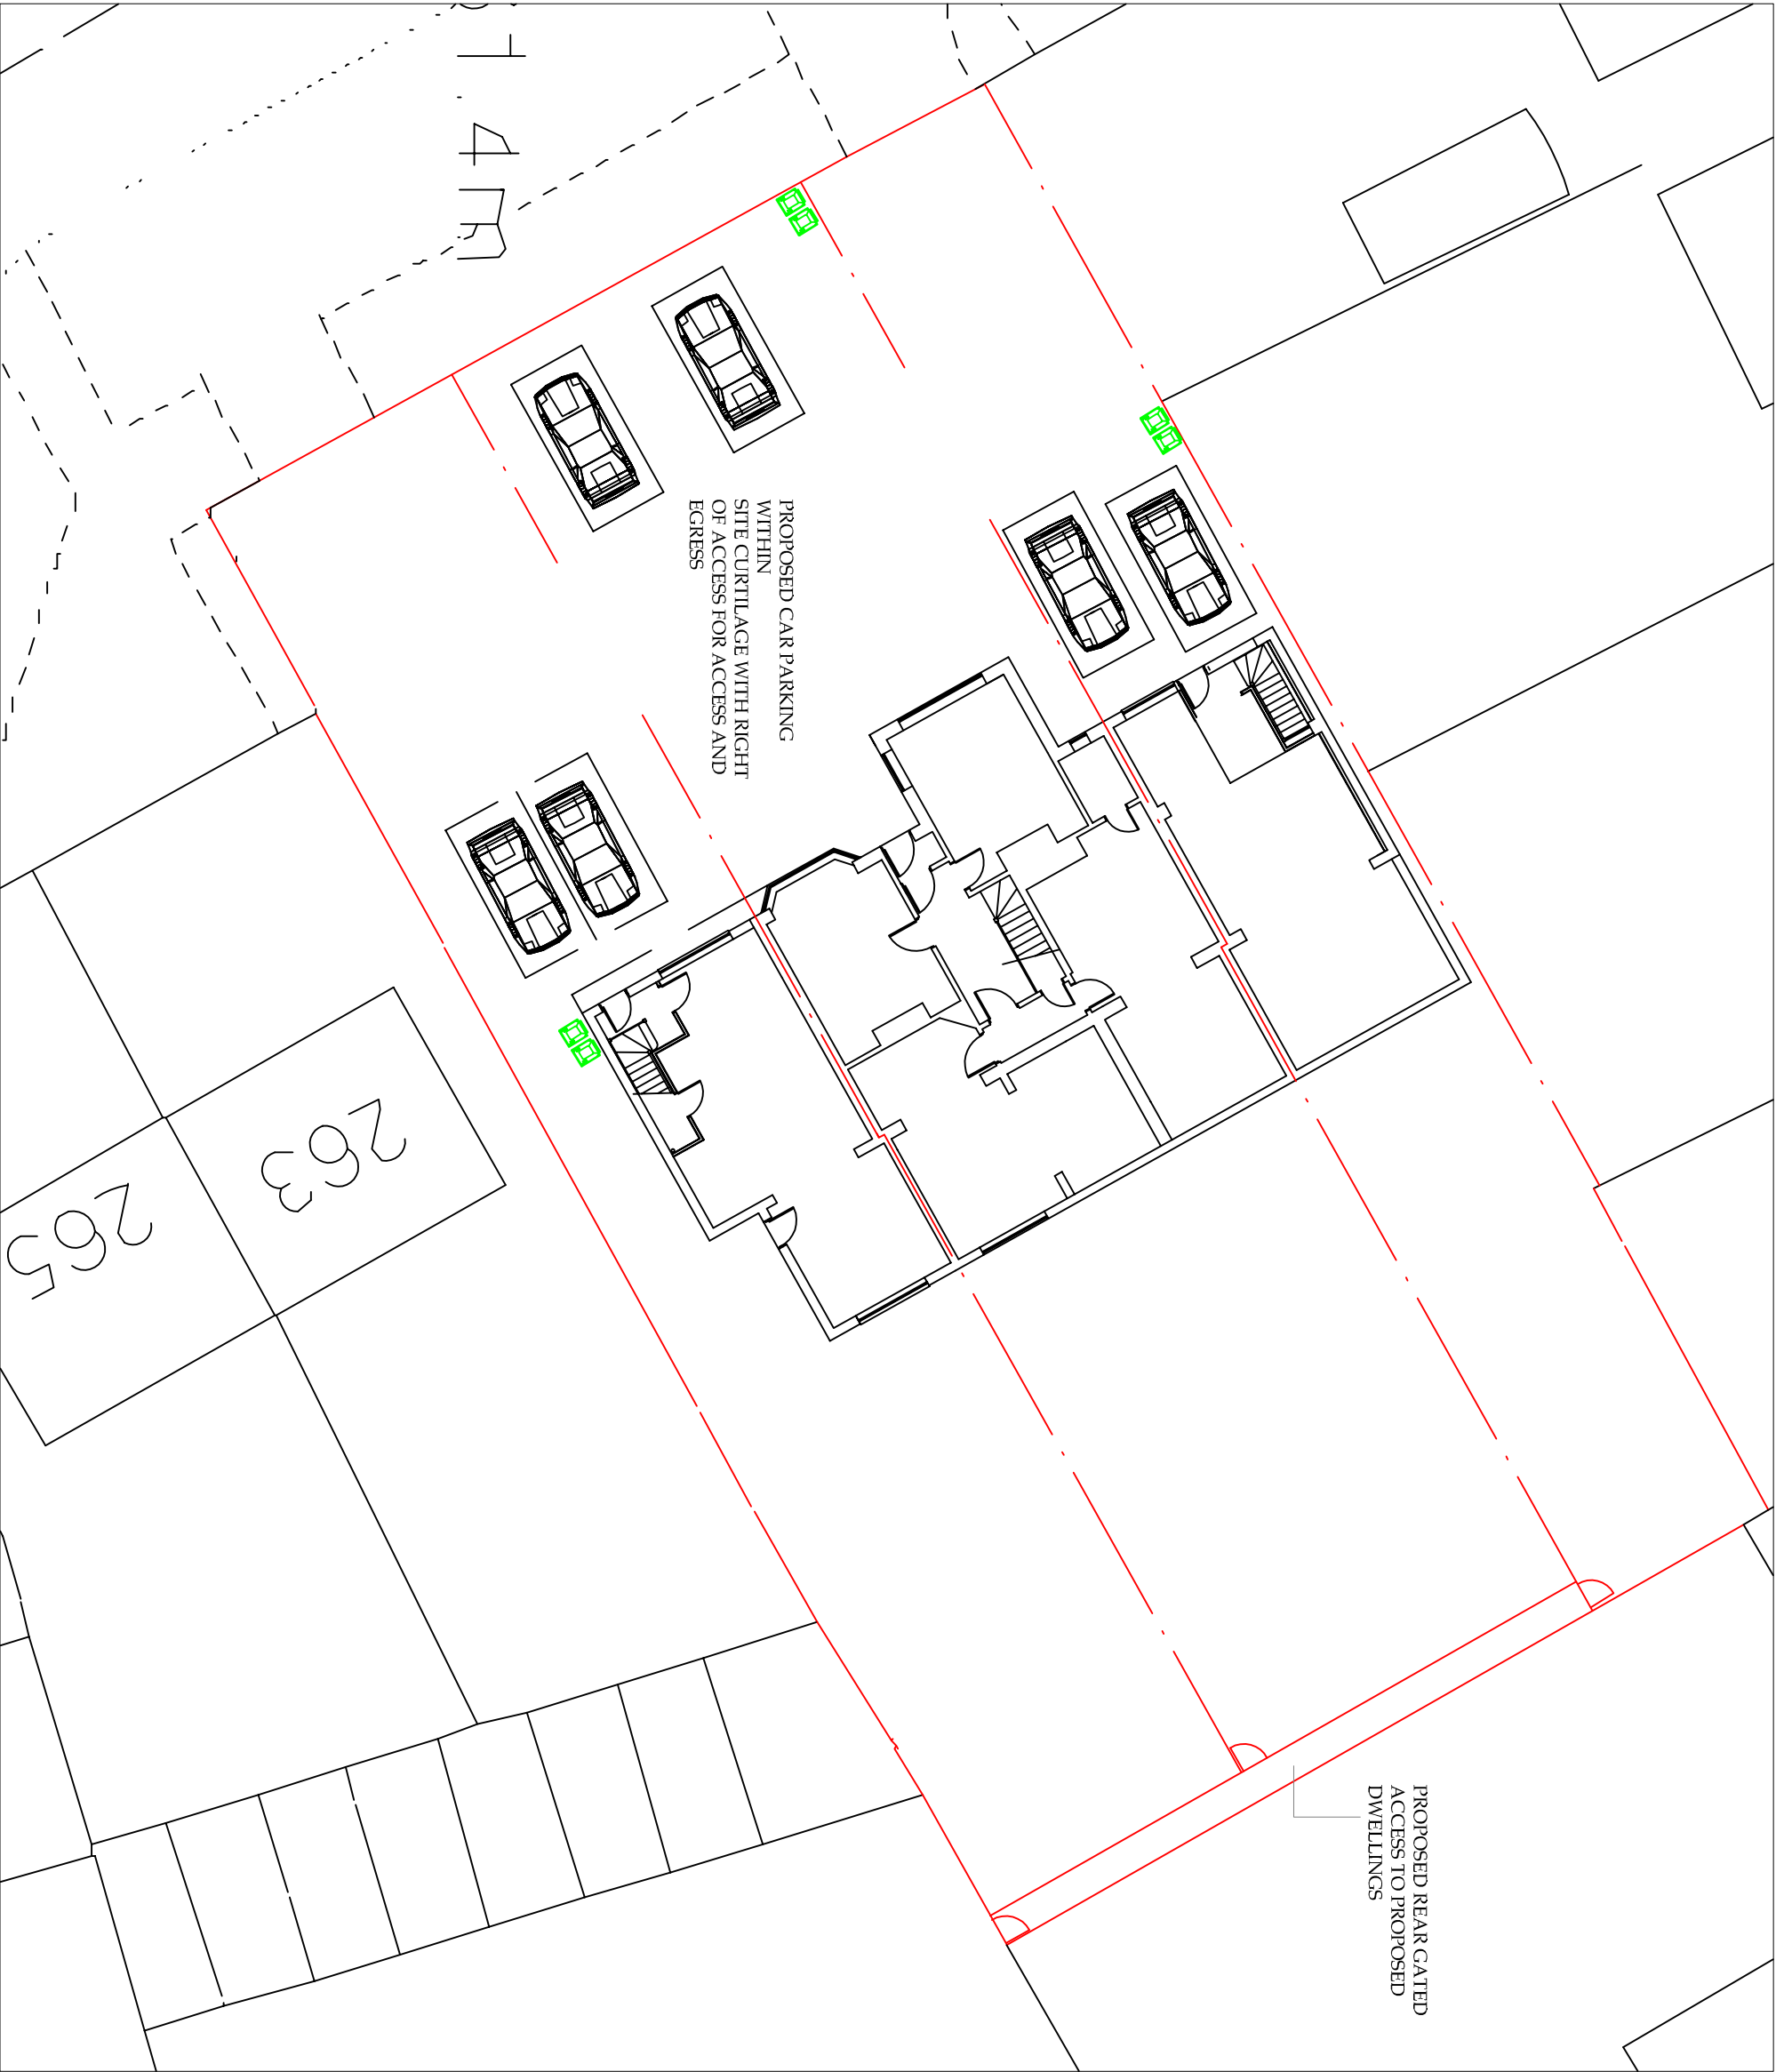 PROPOSED CAR PARKING
WITHIN
SITE CURTILAGE WITH RIGHT
OF ACCESS FOR ACCESS AND
EGRESS
PROPOSED REAR GATED
ACCESS TO PROPOSED
DWELLINGS
263
265